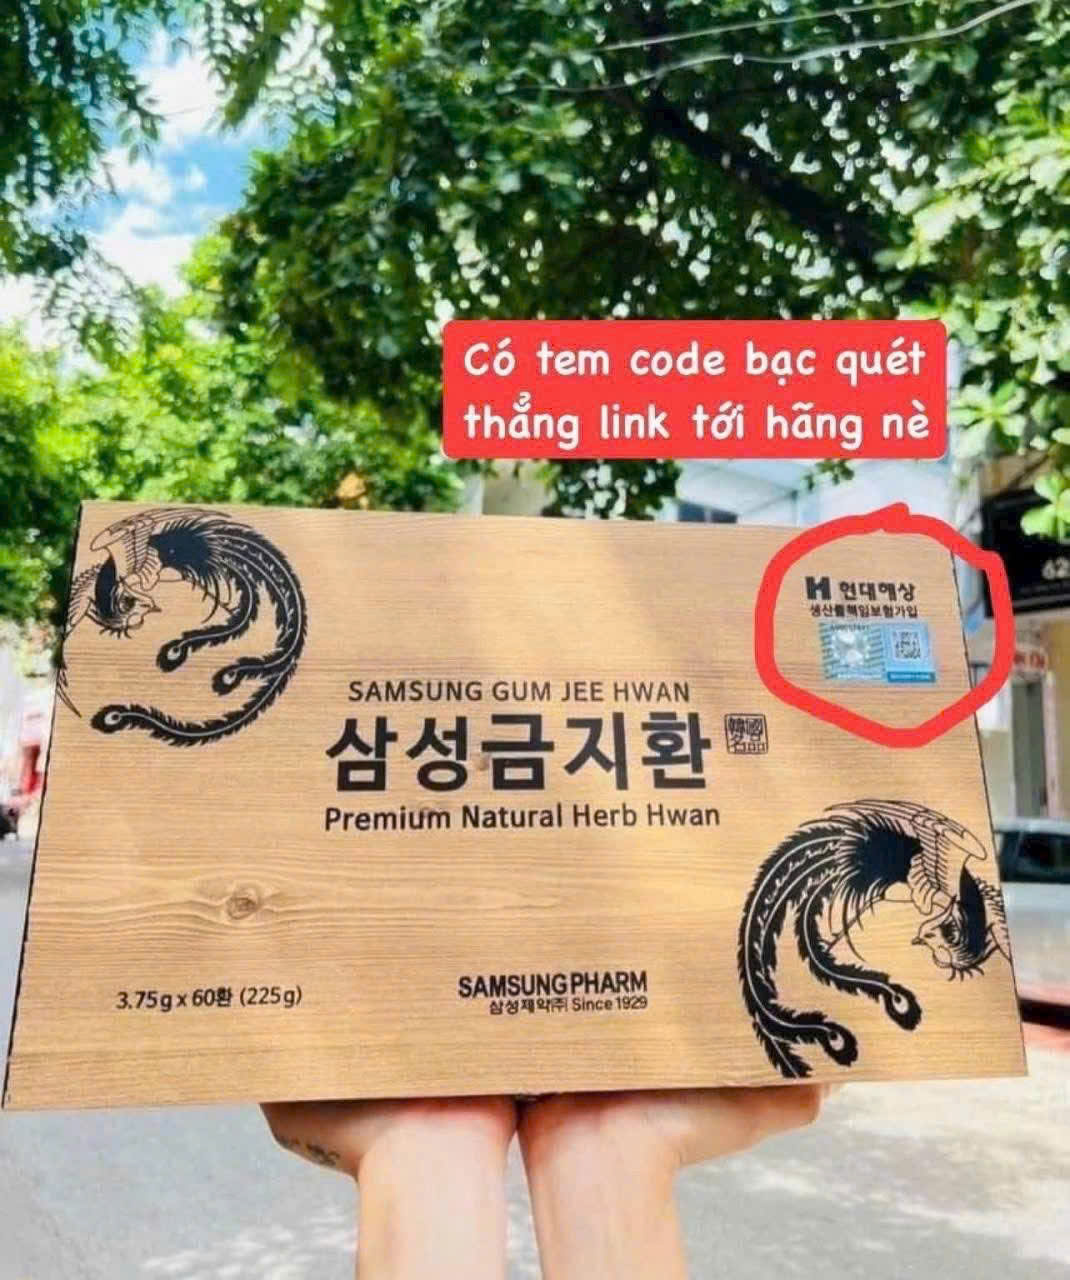 Có tem code bạc quét
thẳng link tới hãng nè
H 현대해상
생산물책임보험가입
SAMSUNG GUM JEE HWAN
삼성금지환
Premium Natural Herb Hwan
3.75g x 60환 (225g)
SAMSUNG PHARM
삼성제약㈜ Since 1929